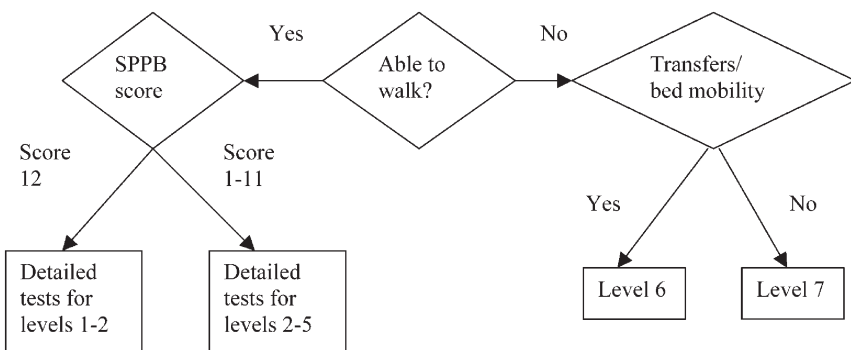 Yes
No
SPPB
score
Able to
walk?
Transfers/
bed mobility
Score
12
Score
1-11
Yes
No
Detailed
tests for
levels 1-2
Detailed
tests for
levels 2-5
Level 6
Level 7